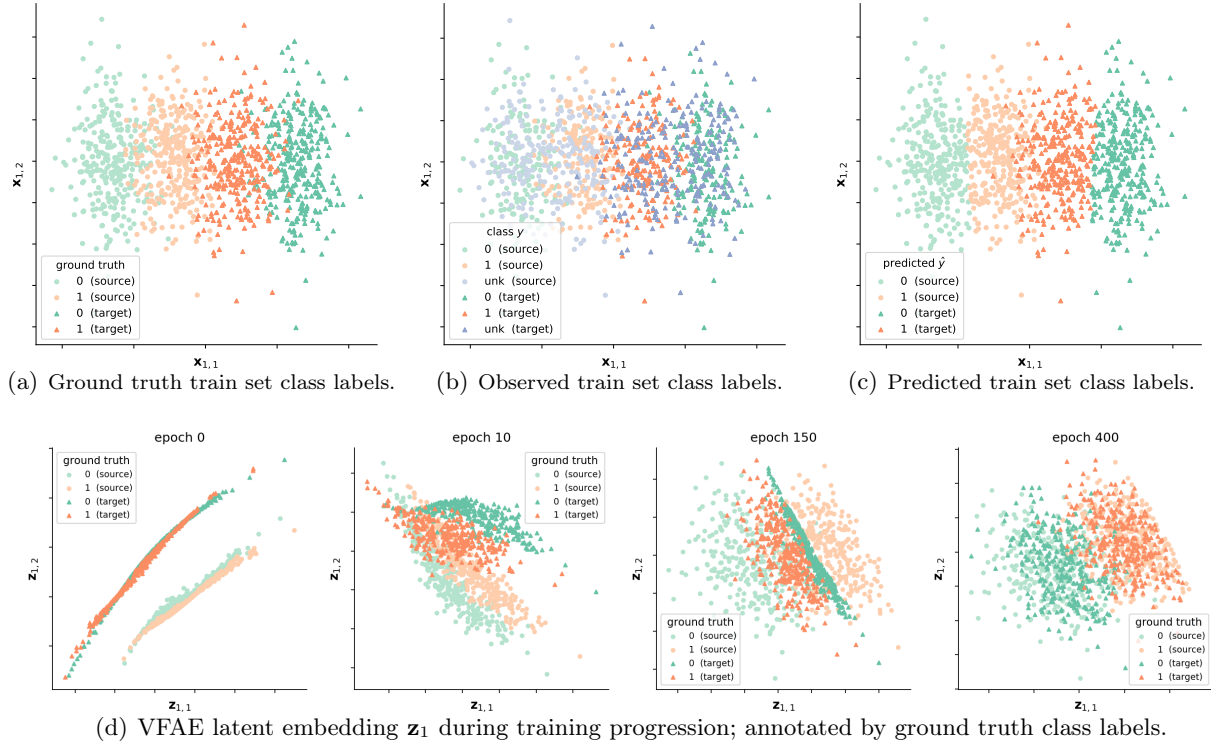 x1,2
ground truth
0 (source)
1 (source)
0 (target)
1 (target)
x1,1
(a) Ground truth train set class labels.
x1,2
class y
0 (source)
1 (source)
unk (source)
0 (target)
1 (target)
unk (target)
x1,1
(b) Observed train set class labels.
x1,2
predicted ŷ
0 (source)
1 (source)
0 (target)
1 (target)
x1,1
(c) Predicted train set class labels.
epoch 0
z1,2
ground truth
0 (source)
1 (source)
0 (target)
1 (target)
z1,1
epoch 10
z1,2
ground truth
0 (source)
1 (source)
0 (target)
1 (target)
z1,1
epoch 150
z1,2
ground truth
0 (source)
1 (source)
0 (target)
1 (target)
z1,1
epoch 400
z1,2
ground truth
0 (source)
1 (source)
0 (target)
1 (target)
z1,1
(d) VFAE latent embedding z1 during training progression; annotated by ground truth class labels.